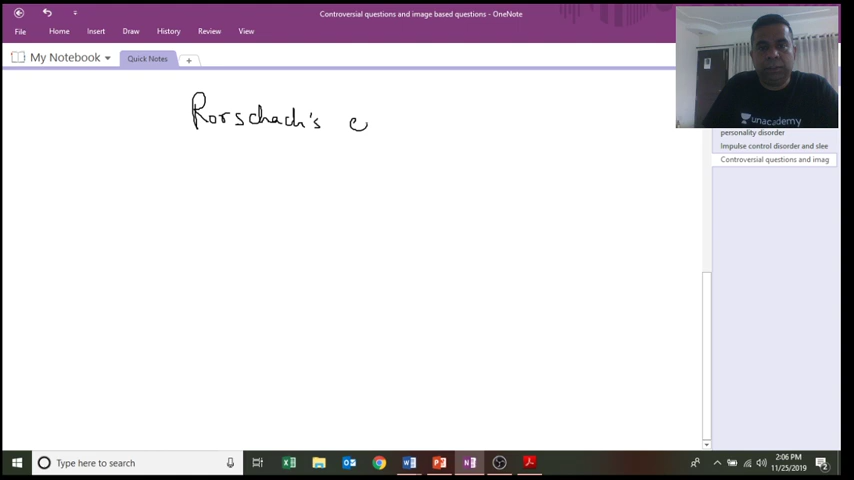 Controversial questions and image based questions - OneNote
File Home Insert Draw History Review View
My Notebook Quick Notes +
unacademy
personality disorder
Impulse control disorder and slee
Controversial questions and imag
Rorschach's c
Type here to search
2:06 PM
11/25/2019